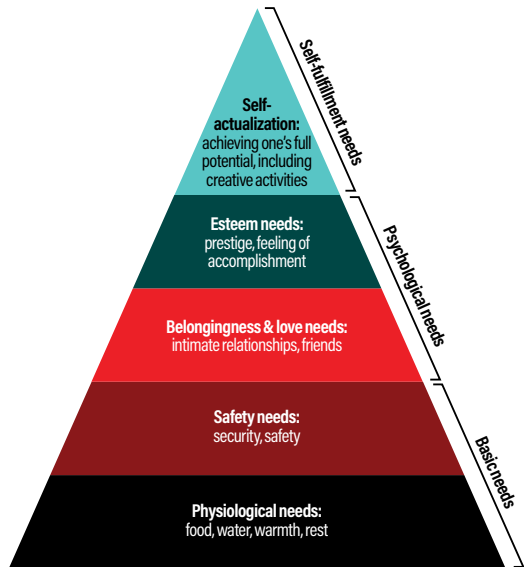 Self-
actualization:
achieving one's full
potential, including
creative activities
Esteem needs:
prestige, feeling of
accomplishment
Belongingness & love needs:
intimate relationships, friends
Safety needs:
security, safety
Physiological needs:
food, water, warmth, rest
Self-fulfillment needs
Psychological needs
Basic needs